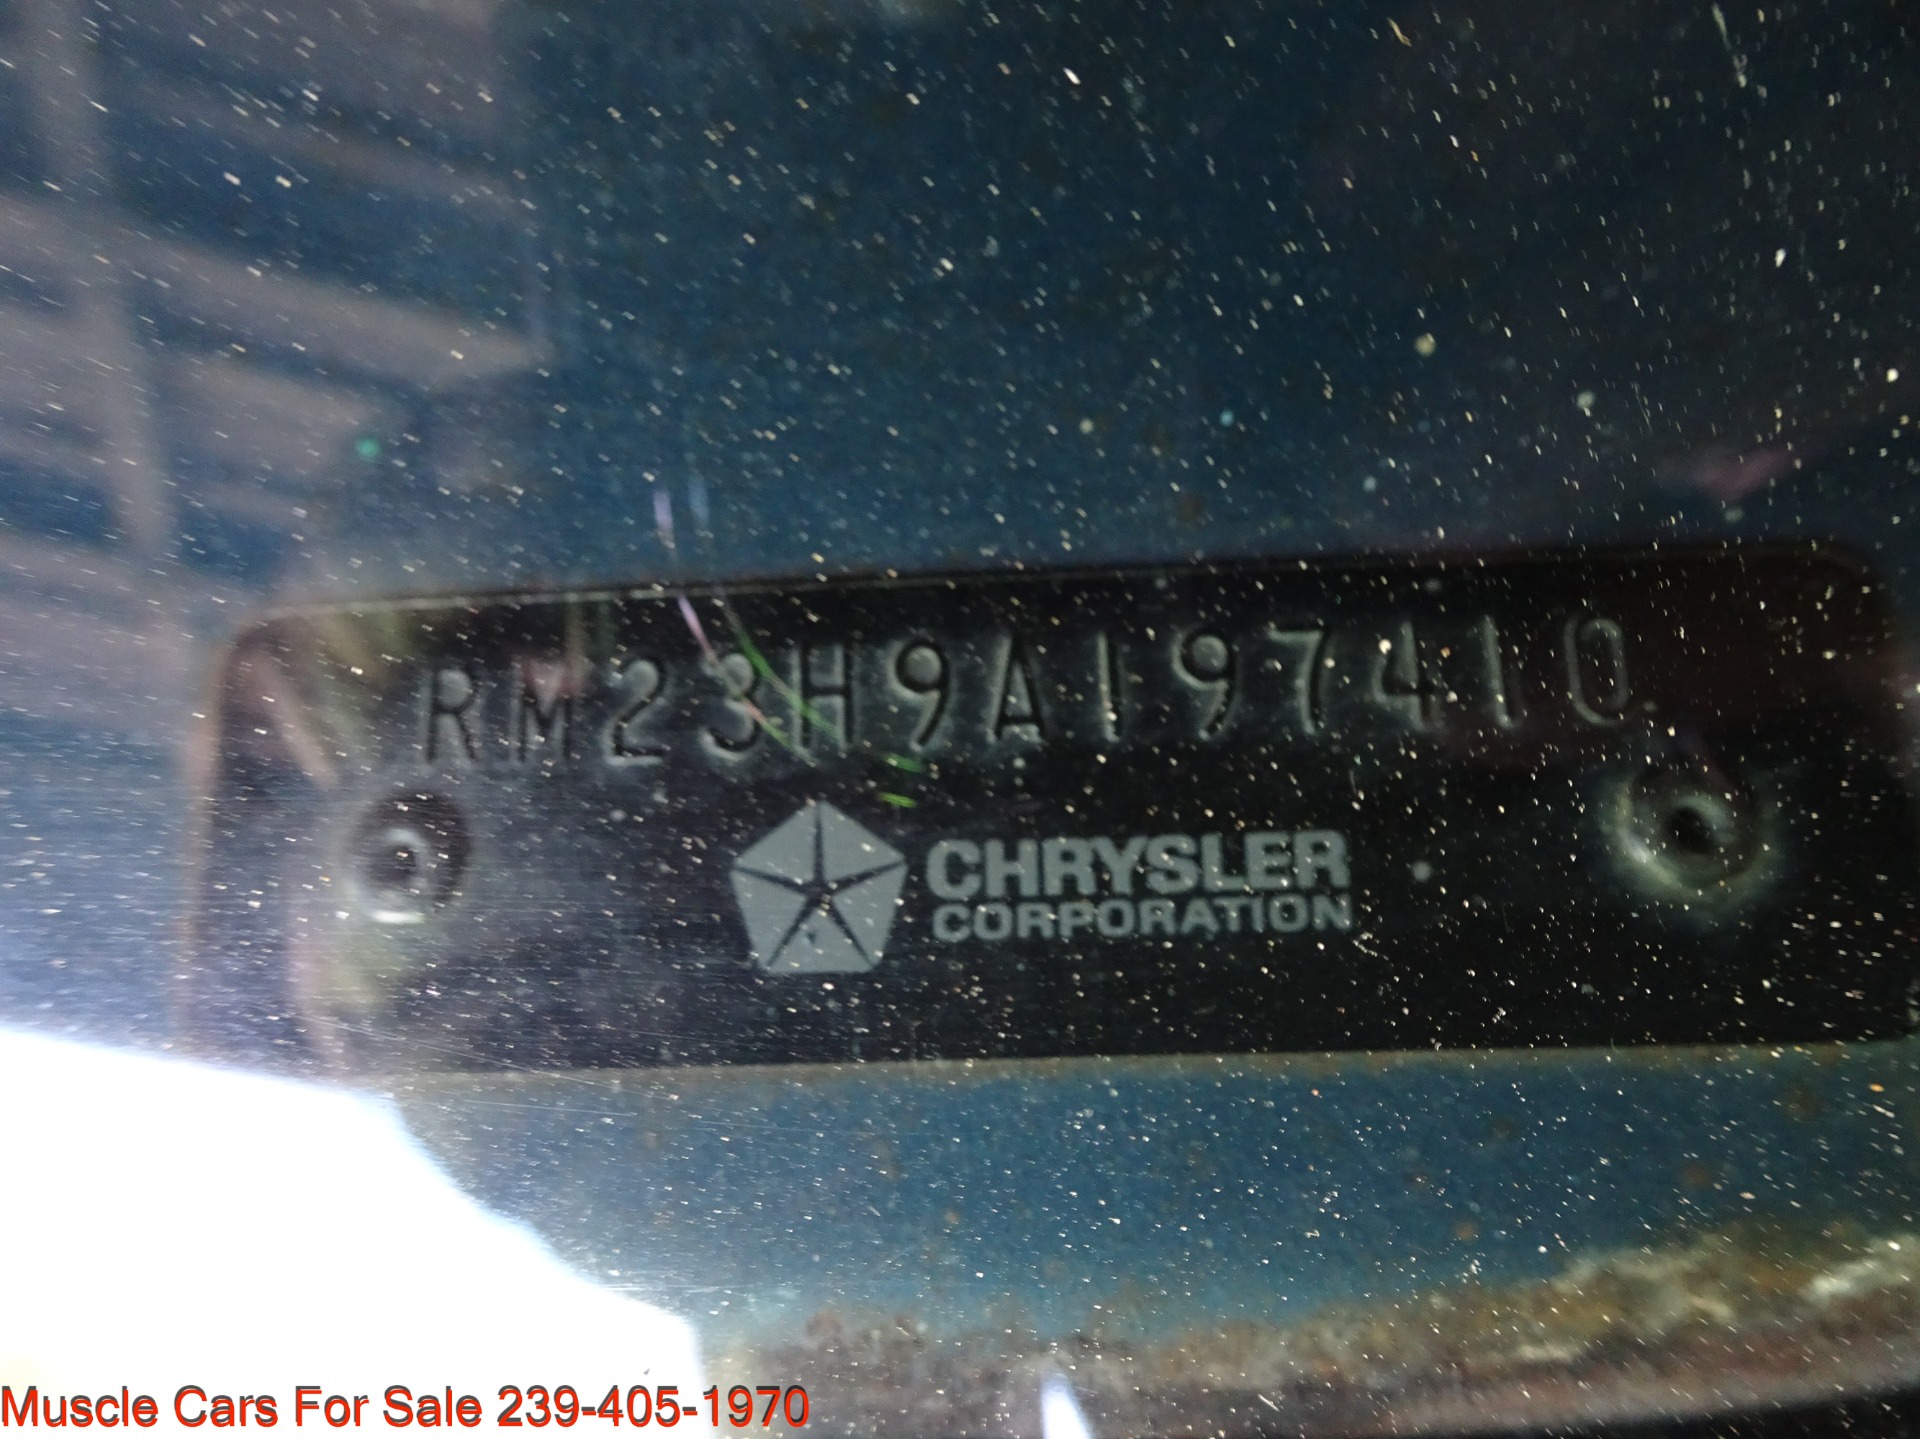 RM23H9A197410
CHRYSLER
CORPORATION
Muscle Cars For Sale 239-405-1970